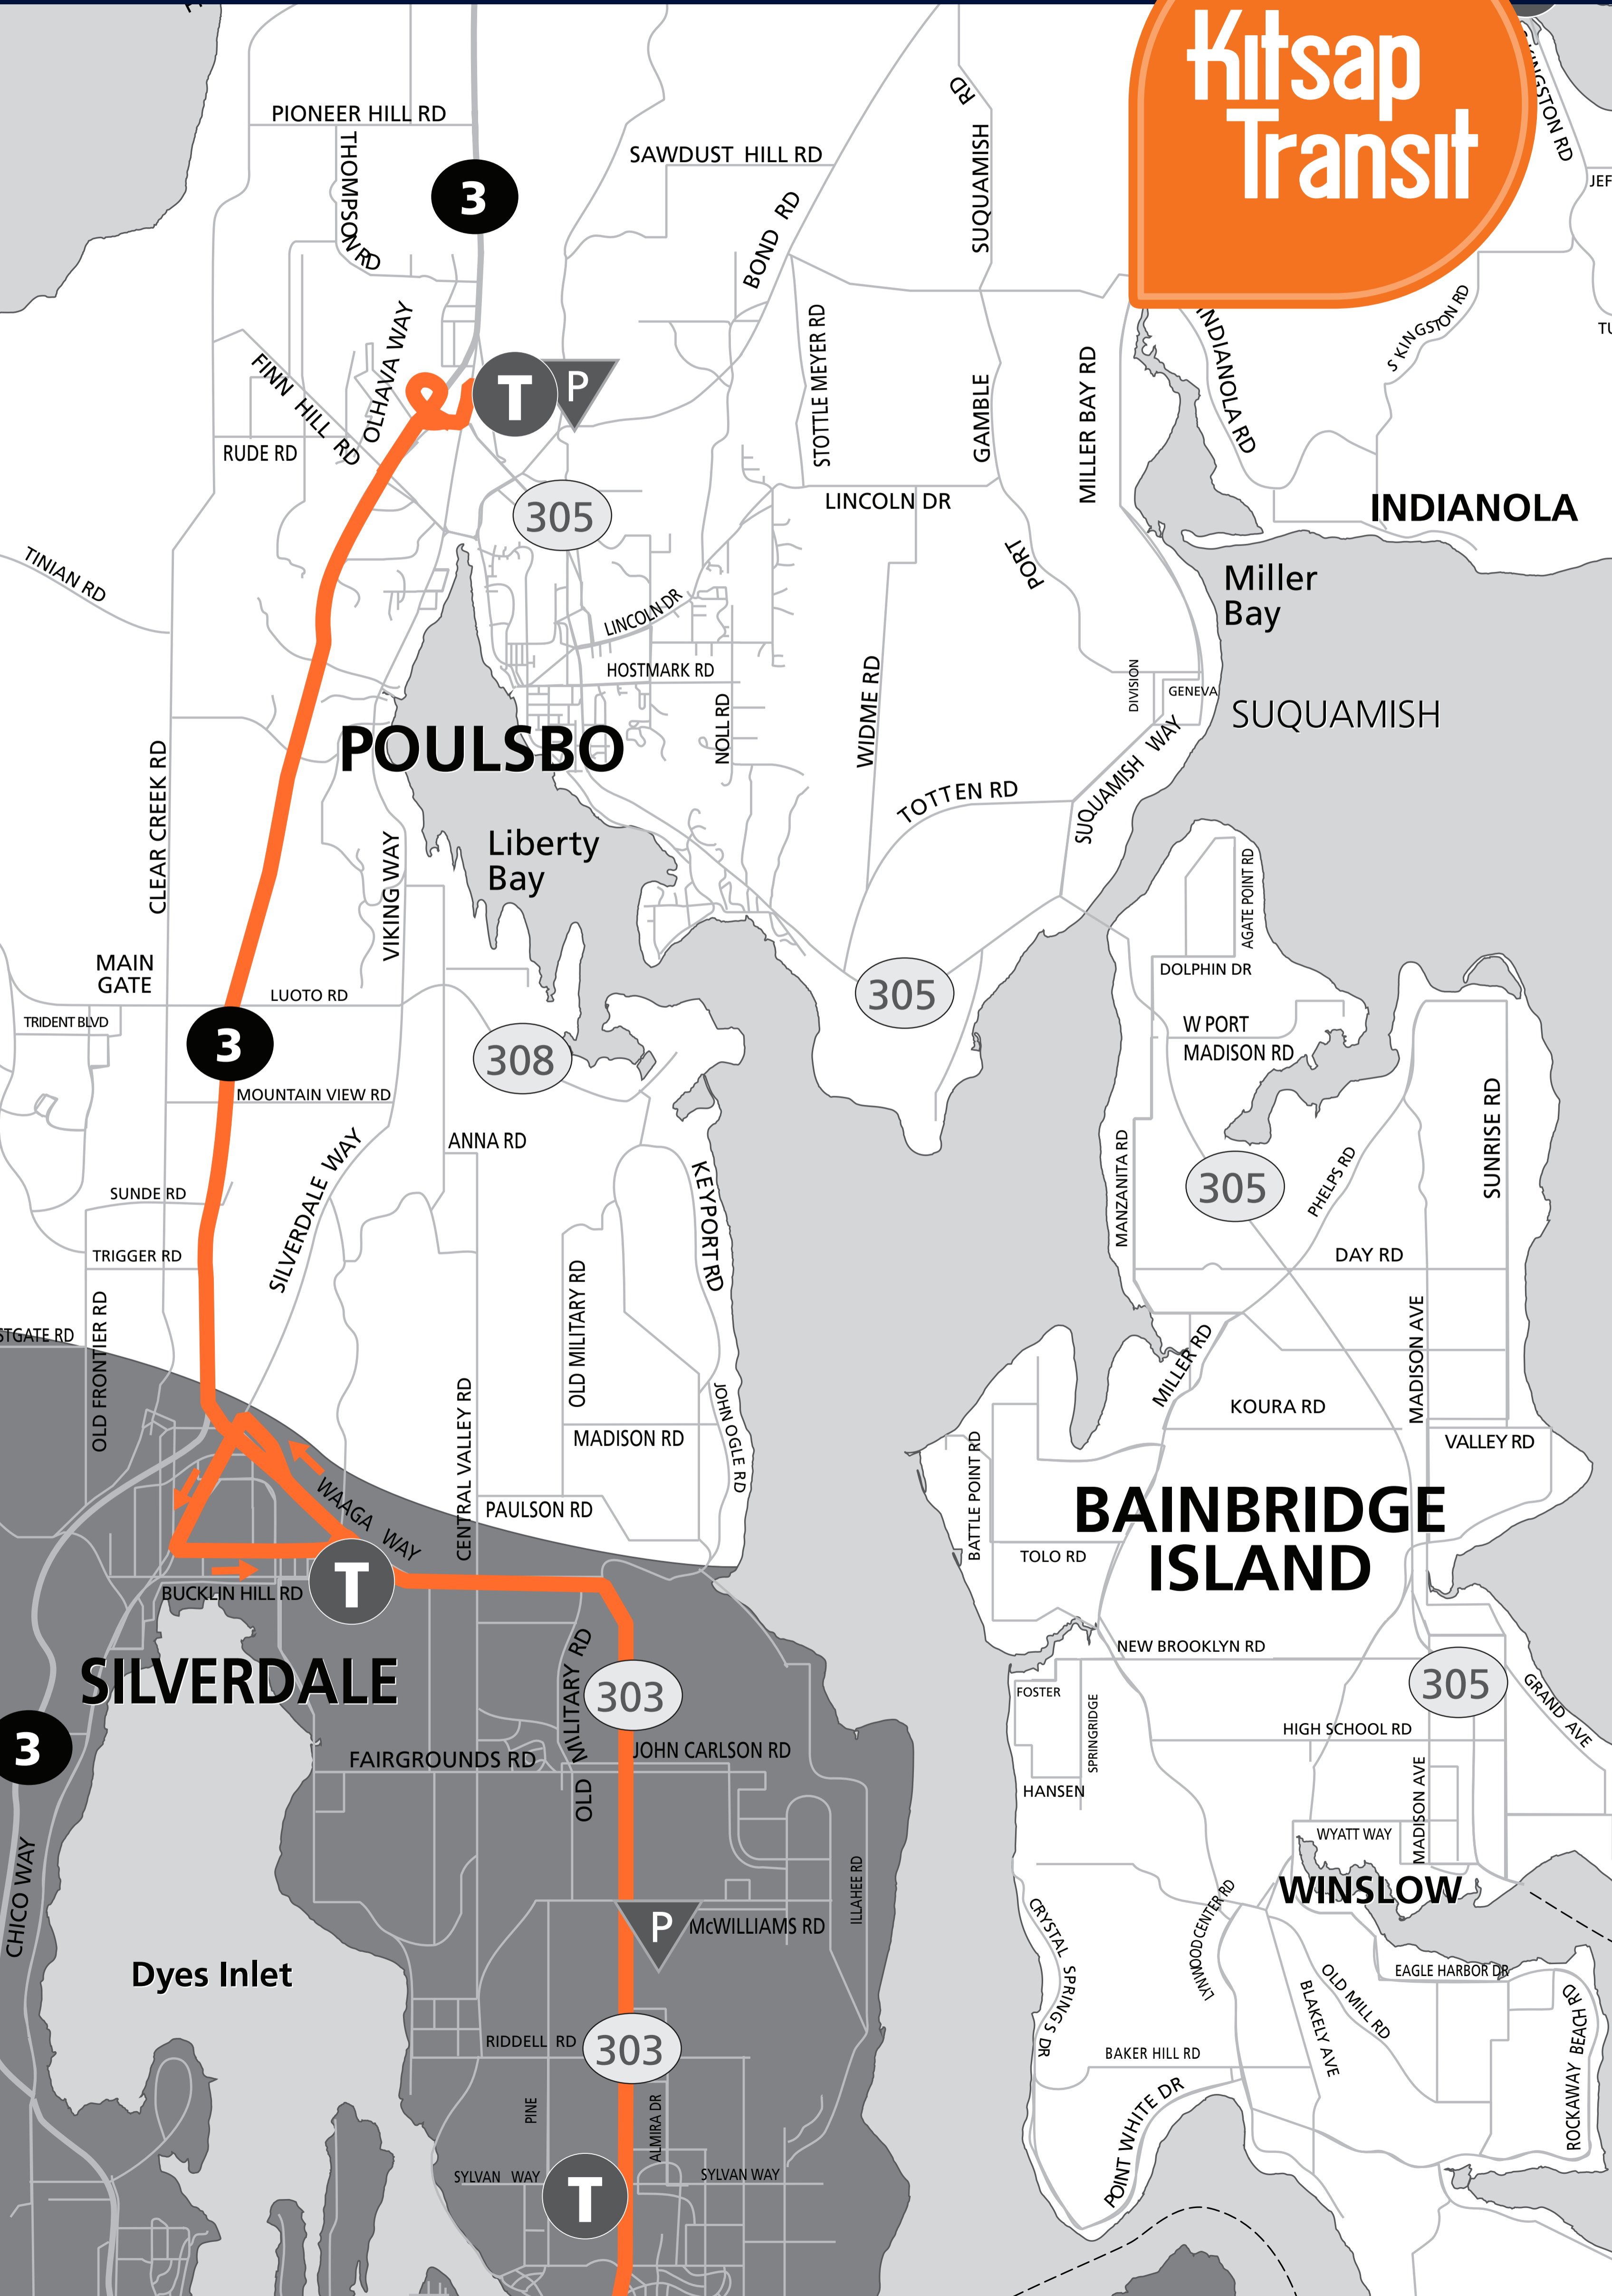 Kitsap
Transit
PIONEER HILL RD
THOMPSON RD
3
SAWDUST HILL RD
BOND RD
SUQUAMISH RD
KINGSTON RD
JEF
S KINGSTON RD
INDIANOLA RD
OLHAVA WAY
FINN HILL RD
RUDE RD
T
P
305
STOTTLE MEYER RD
GAMBLE
PORT
MILLER BAY RD
LINCOLN DR
INDIANOLA
TINIAN RD
Miller
Bay
LINCOLN DR
HOSTMARK RD
NOLL RD
WIDME RD
DIVISION
GENEVA
SUQUAMISH
SUQUAMISH WAY
TOTTEN RD
POULSBO
CLEAR CREEK RD
VIKING WAY
Liberty
Bay
AGATE POINT RD
DOLPHIN DR
MAIN
GATE
LUOTO RD
TRIDENT BLVD
3
308
305
W PORT
MADISON RD
MOUNTAIN VIEW RD
ANNA RD
SUNRISE RD
MANZANITA RD
305
PHELPS RD
SUNDE RD
SILVERDALE WAY
KEYPORT RD
TRIGGER RD
DAY RD
OLD FRONTIER RD
STGATE RD
OLD MILITARY RD
MILLER RD
MADISON AVE
CENTRAL VALLEY RD
JOHN OGLE RD
KOURA RD
MADISON RD
VALLEY RD
BATTLE POINT RD
WAAGA WAY
PAULSON RD
BAINBRIDGE
ISLAND
TOLO RD
T
BUCKLIN HILL RD
SILVERDALE
OLD MILITARY RD
303
NEW BROOKLYN RD
305
FOSTER
SPRINGRIDGE
GRAND AVE
HIGH SCHOOL RD
3
FAIRGROUNDS RD
JOHN CARLSON RD
HANSEN
MADISON AVE
WYATT WAY
WINSLOW
CHICO WAY
ILLAHEE RD
P
McWILLIAMS RD
CRYSTAL SPRINGS DR
LYNWOOD CENTER RD
Dyes Inlet
EAGLE HARBOR DR
OLD MILL RD
BLAKELY AVE
ROCKAWAY BEACH RD
RIDDELL RD
303
BAKER HILL RD
PINE
ALMIRA DR
POINT WHITE DR
SYLVAN WAY
T
SYLVAN WAY